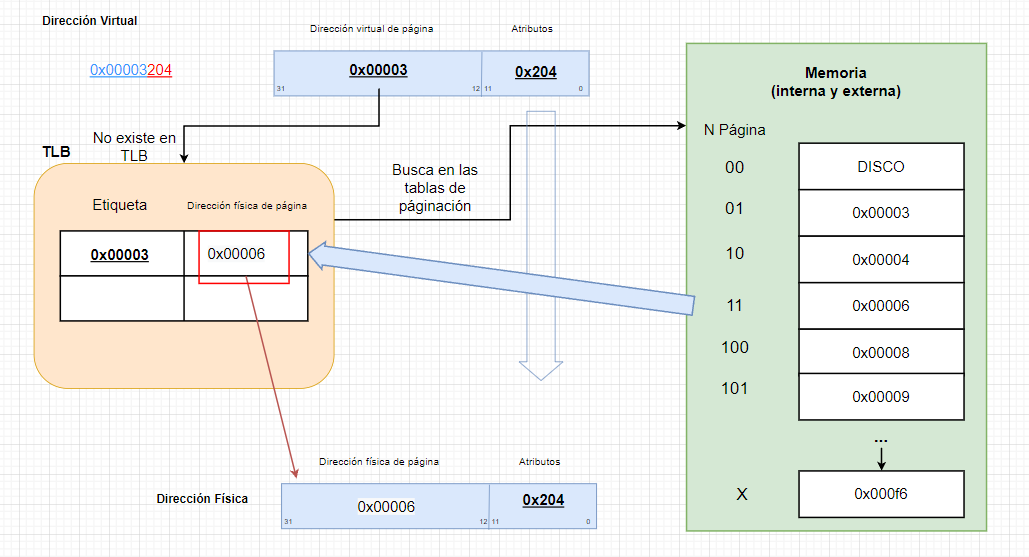 Dirección Virtual
0x00003204
Dirección virtual de página
Atributos
0x00003
0x204
31
12
11
0
No existe en
TLB
TLB
Etiqueta
Dirección física de página
0x00003
0x00006
Busca en las
tablas de
páginación
Memoria
(interna y externa)
N Página
00
DISCO
01
0x00003
10
0x00004
11
0x00006
100
0x00008
101
0x00009
...
X
0x000f6
Dirección física de página
Atributos
Dirección Física
0x00006
0x204
31
12
11
0